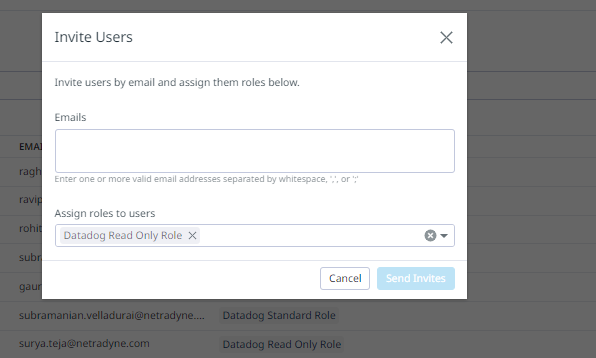 Invite Users
Invite users by email and assign them roles below.
Emails
Enter one or more valid email addresses separated by whitespace, ',', or ';'
Assign roles to users
Datadog Read Only Role
Cancel
Send Invites
EMAI
ragh
ravip
rohit
subr
gaur
subramanian.velladurai@netradyne.... Datadog Standard Role
surya.teja@netradyne.com Datadog Read Only Role